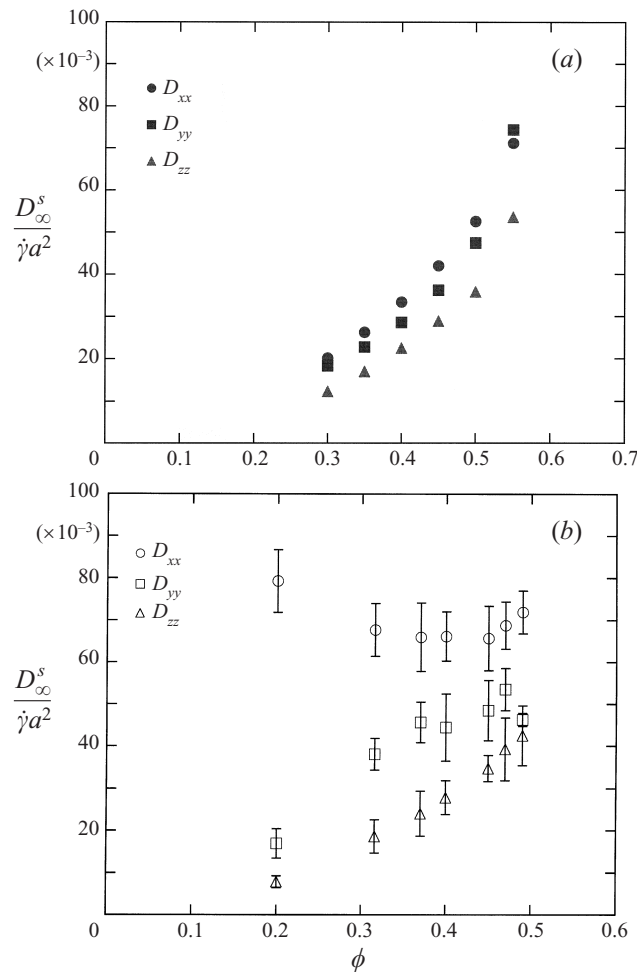 100
(×10⁻³)
(a)
D_xx
D_yy
D_zz
80
60
40
20
D^s_∞
γ̇a²
0 0.1 0.2 0.3 0.4 0.5 0.6 0.7
100
(×10⁻³)
(b)
D_xx
D_yy
D_zz
80
60
40
20
D^s_∞
γ̇a²
0 0.1 0.2 0.3 0.4 0.5 0.6
ϕ